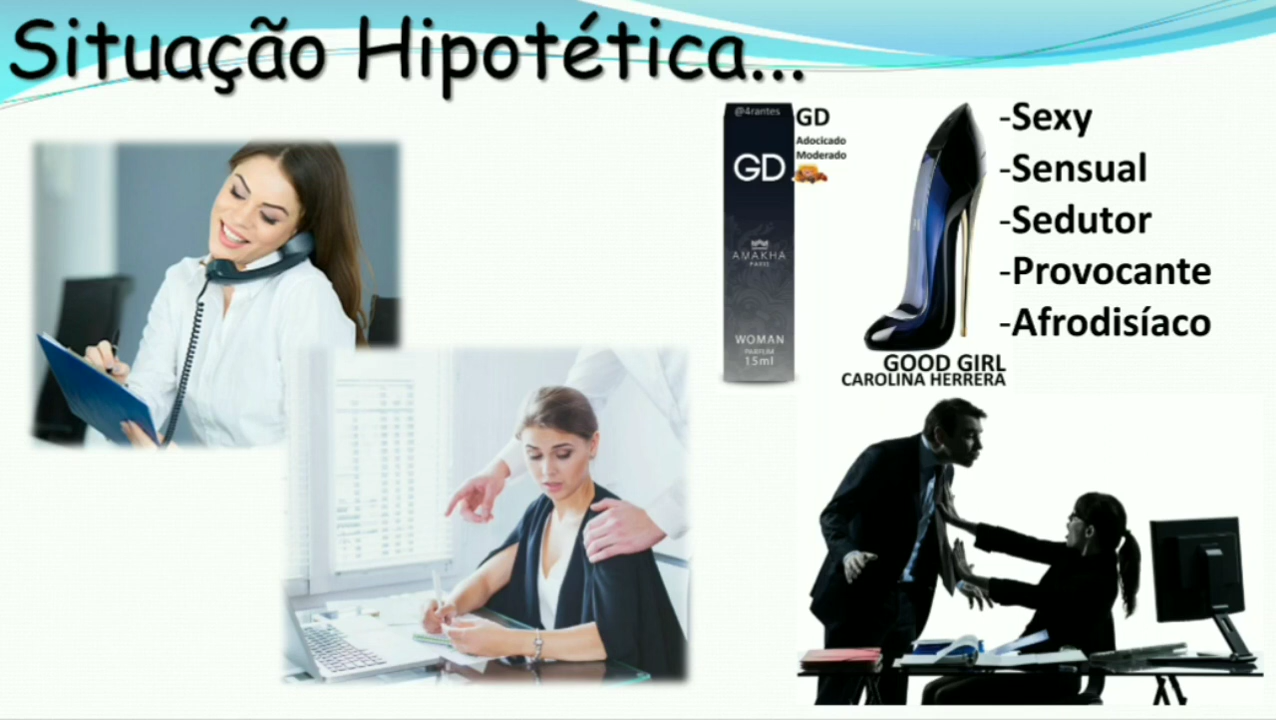 Situação Hipotética...
@4rantes
GD
AMAKHA
PARIS
WOMAN
PARFUM
15ml
GD
Adocicado
Moderado
GOOD GIRL
CAROLINA HERRERA
-Sexy
-Sensual
-Sedutor
-Provocante
-Afrodisíaco